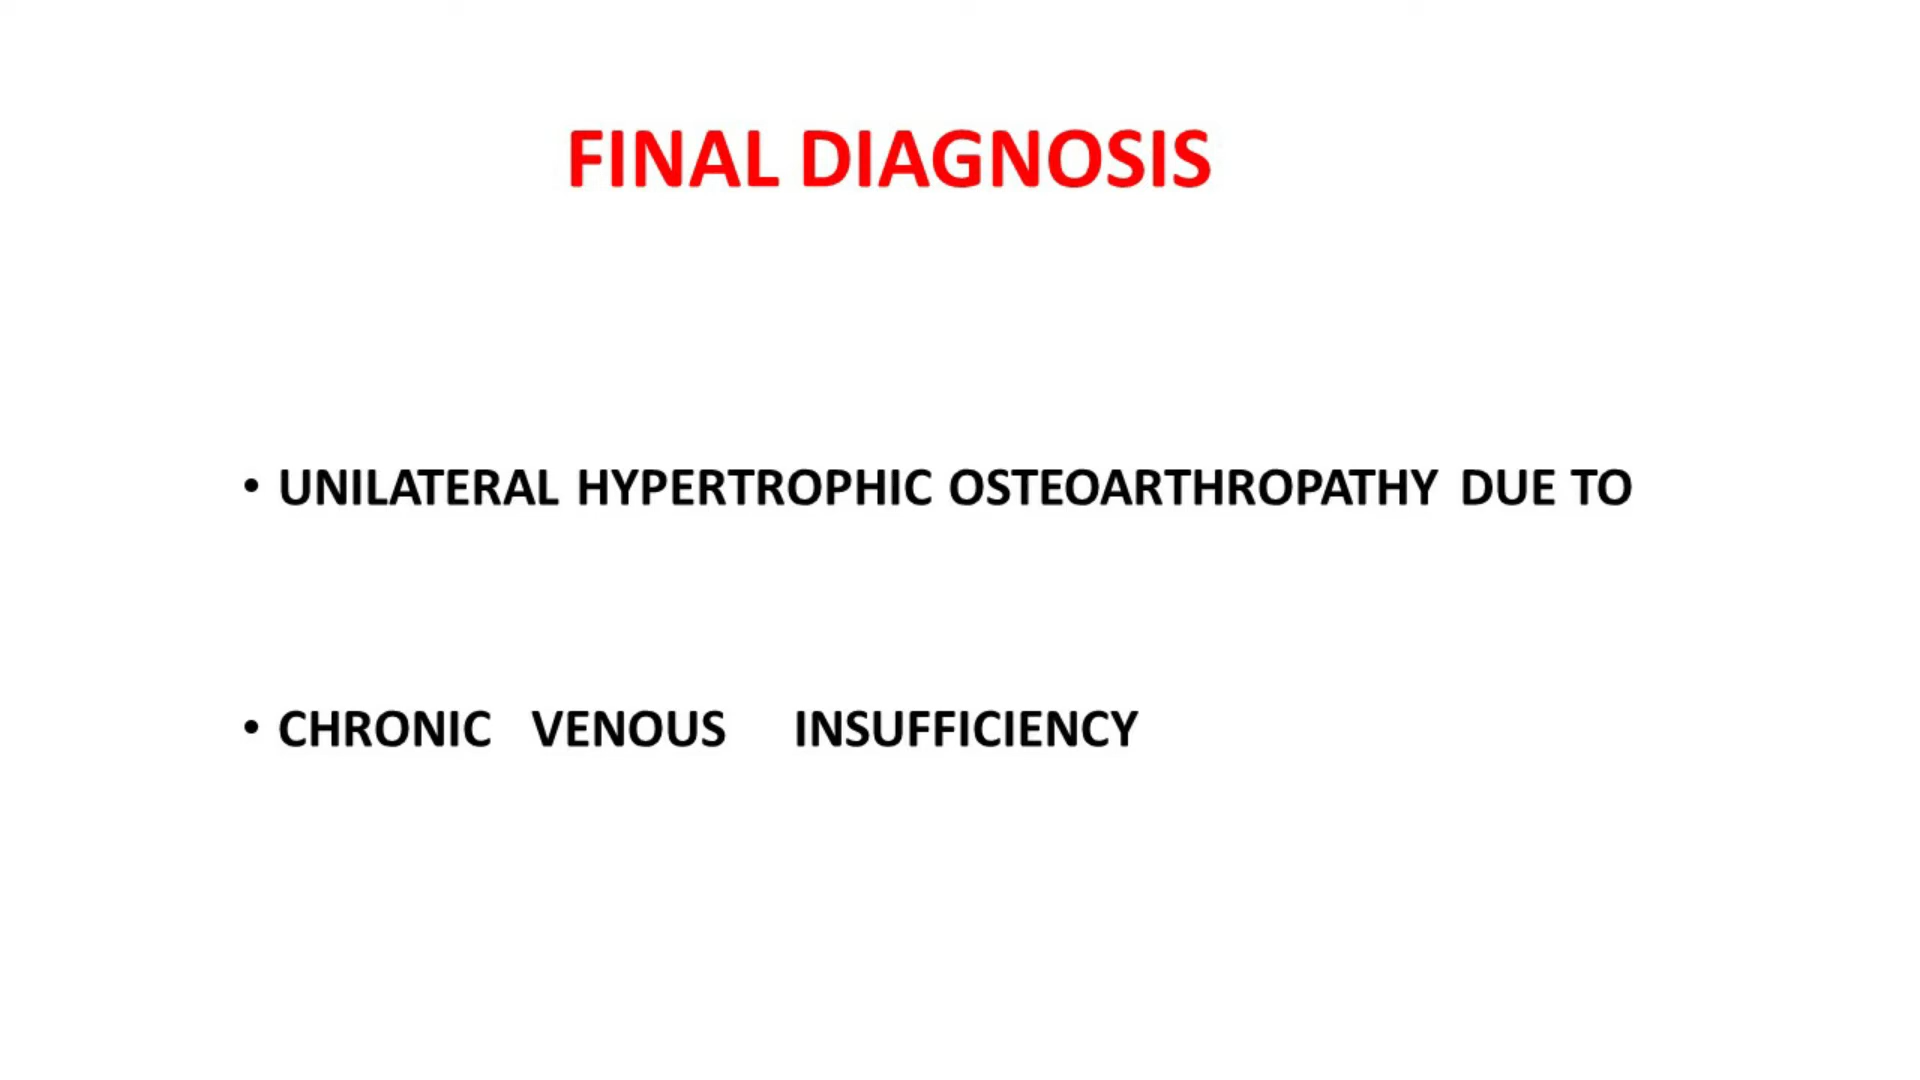 FINAL DIAGNOSIS
• UNILATERAL HYPERTROPHIC OSTEOARTHROPATHY DUE TO
• CHRONIC VENOUS INSUFFICIENCY